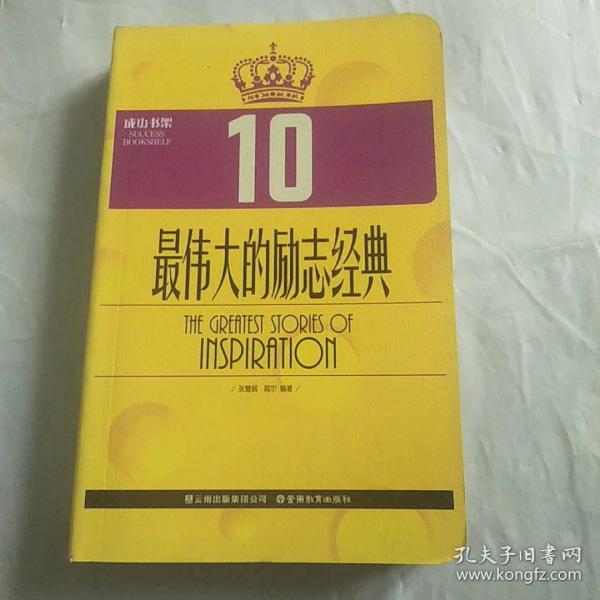 成功书架
SUCCESS
BOOKSHELF
10
最伟大的励志经典
THE GREATEST STORIES OF
INSPIRATION
/ 张慧娟 闻尔 编著 /
云南出版集团公司 云南教育出版社
孔夫子旧书网
www.kongfz.com